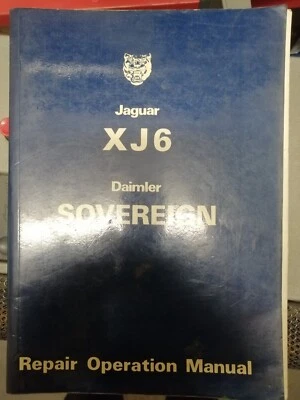 Jaguar
XJ6
Daimler
SOVEREIGN
Repair Operation Manual